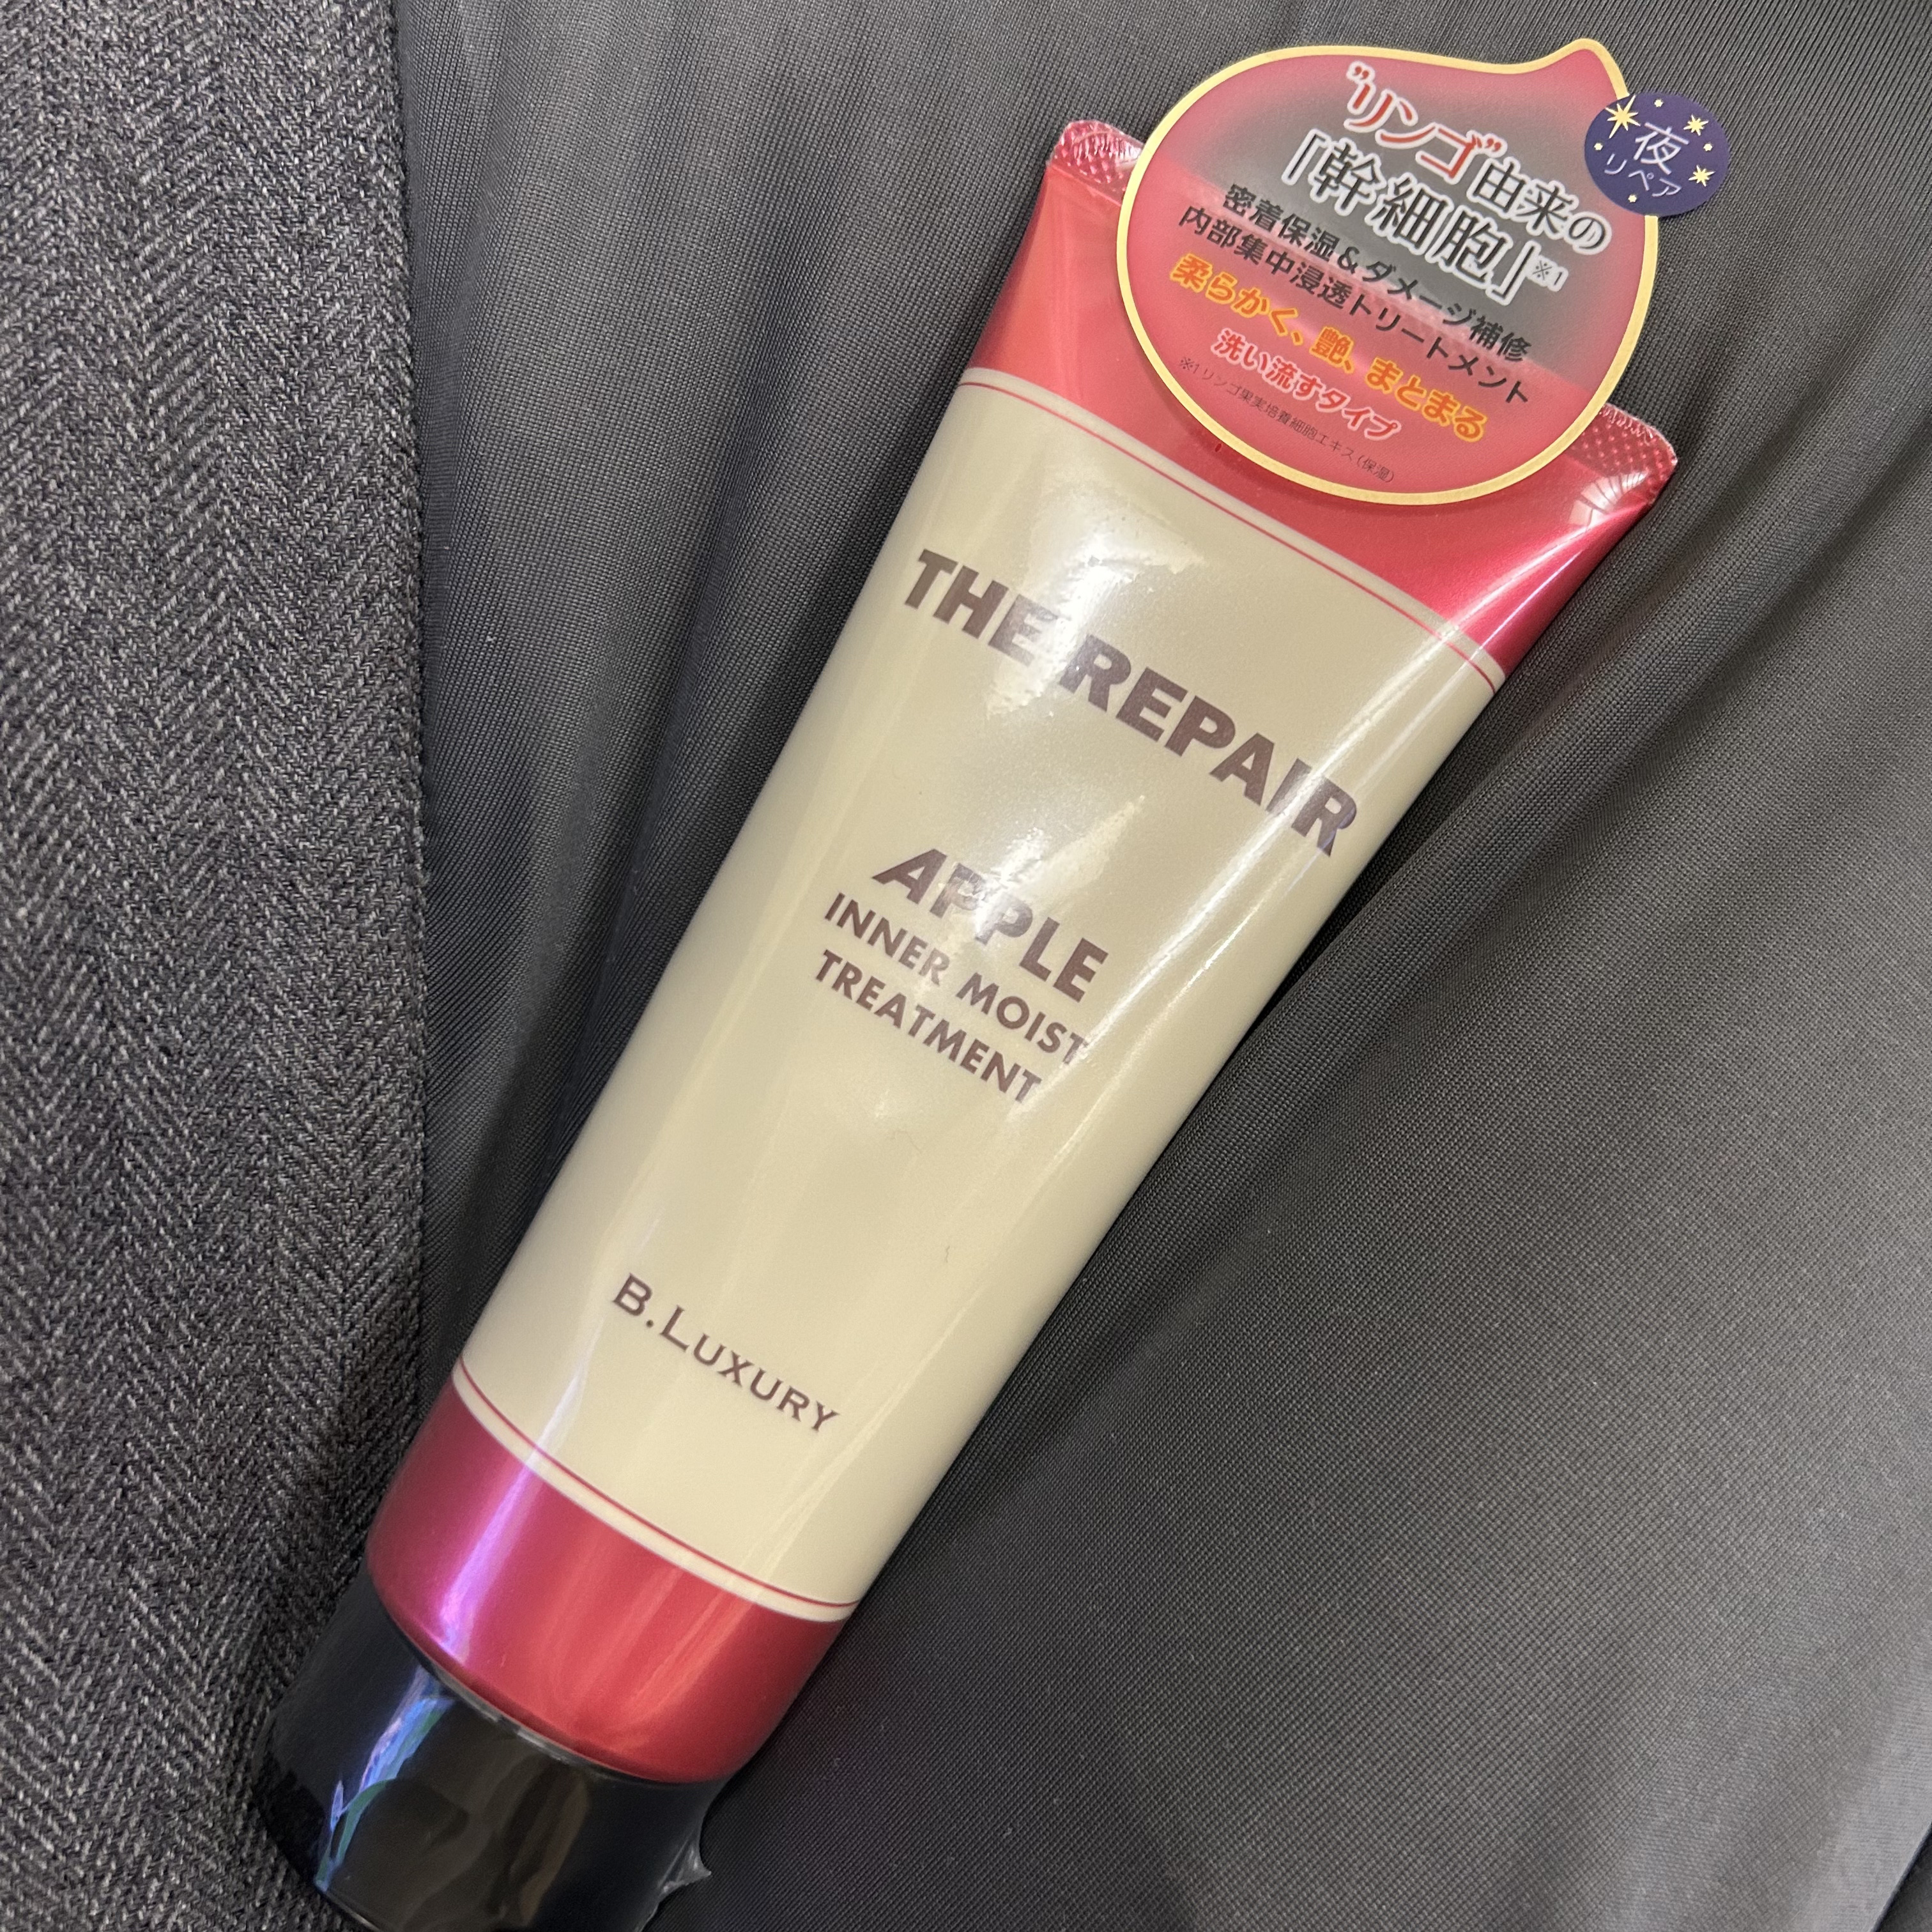 "リンゴ"由来の
「幹細胞」※1
密着保湿&ダメージ補修
内部集中浸透トリートメント
柔らかく、艶、まとまる
洗い流すタイプ
※1リンゴ果実培養細胞エキス(保湿)
夜
リペア
THE REPAIR
APPLE
INNER MOIST
TREATMENT
B.LUXURY